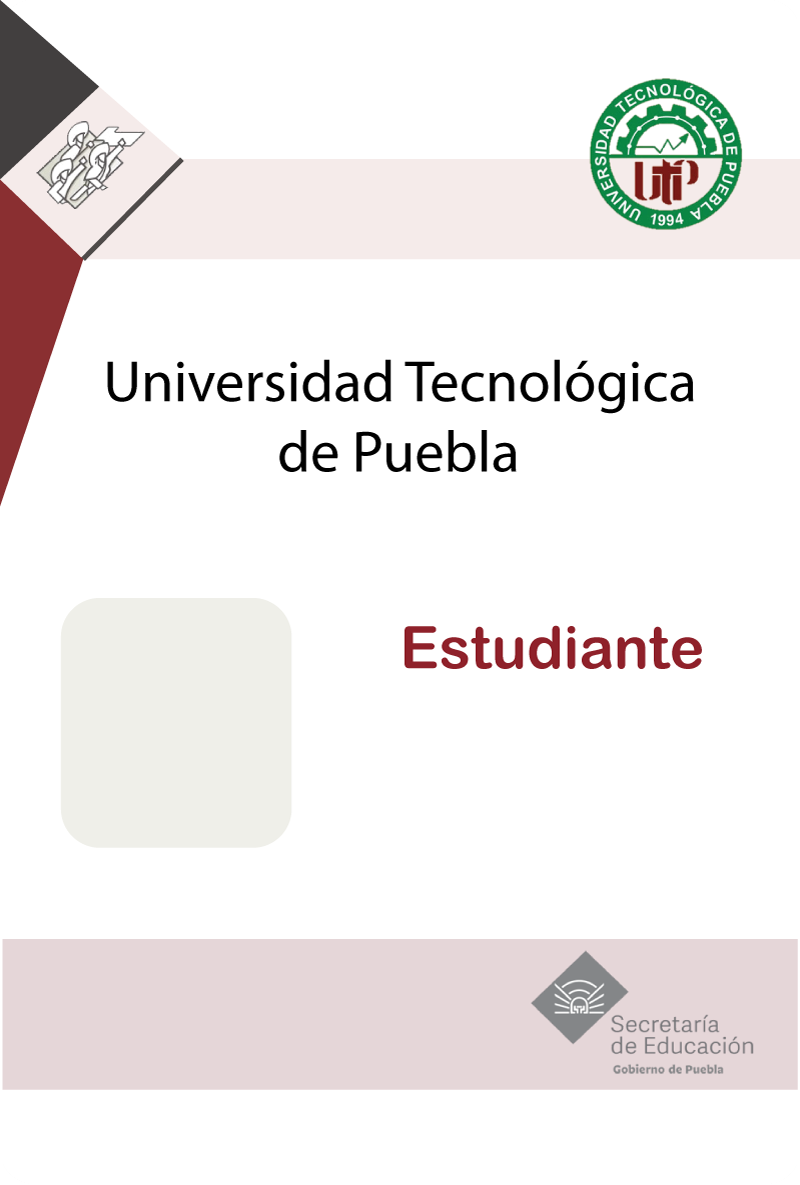 UNIVERSIDAD TECNOLÓGICA DE PUEBLA
UTP
1994
Universidad Tecnológica
de Puebla
Estudiante
Secretaría
de Educación
Gobierno de Puebla